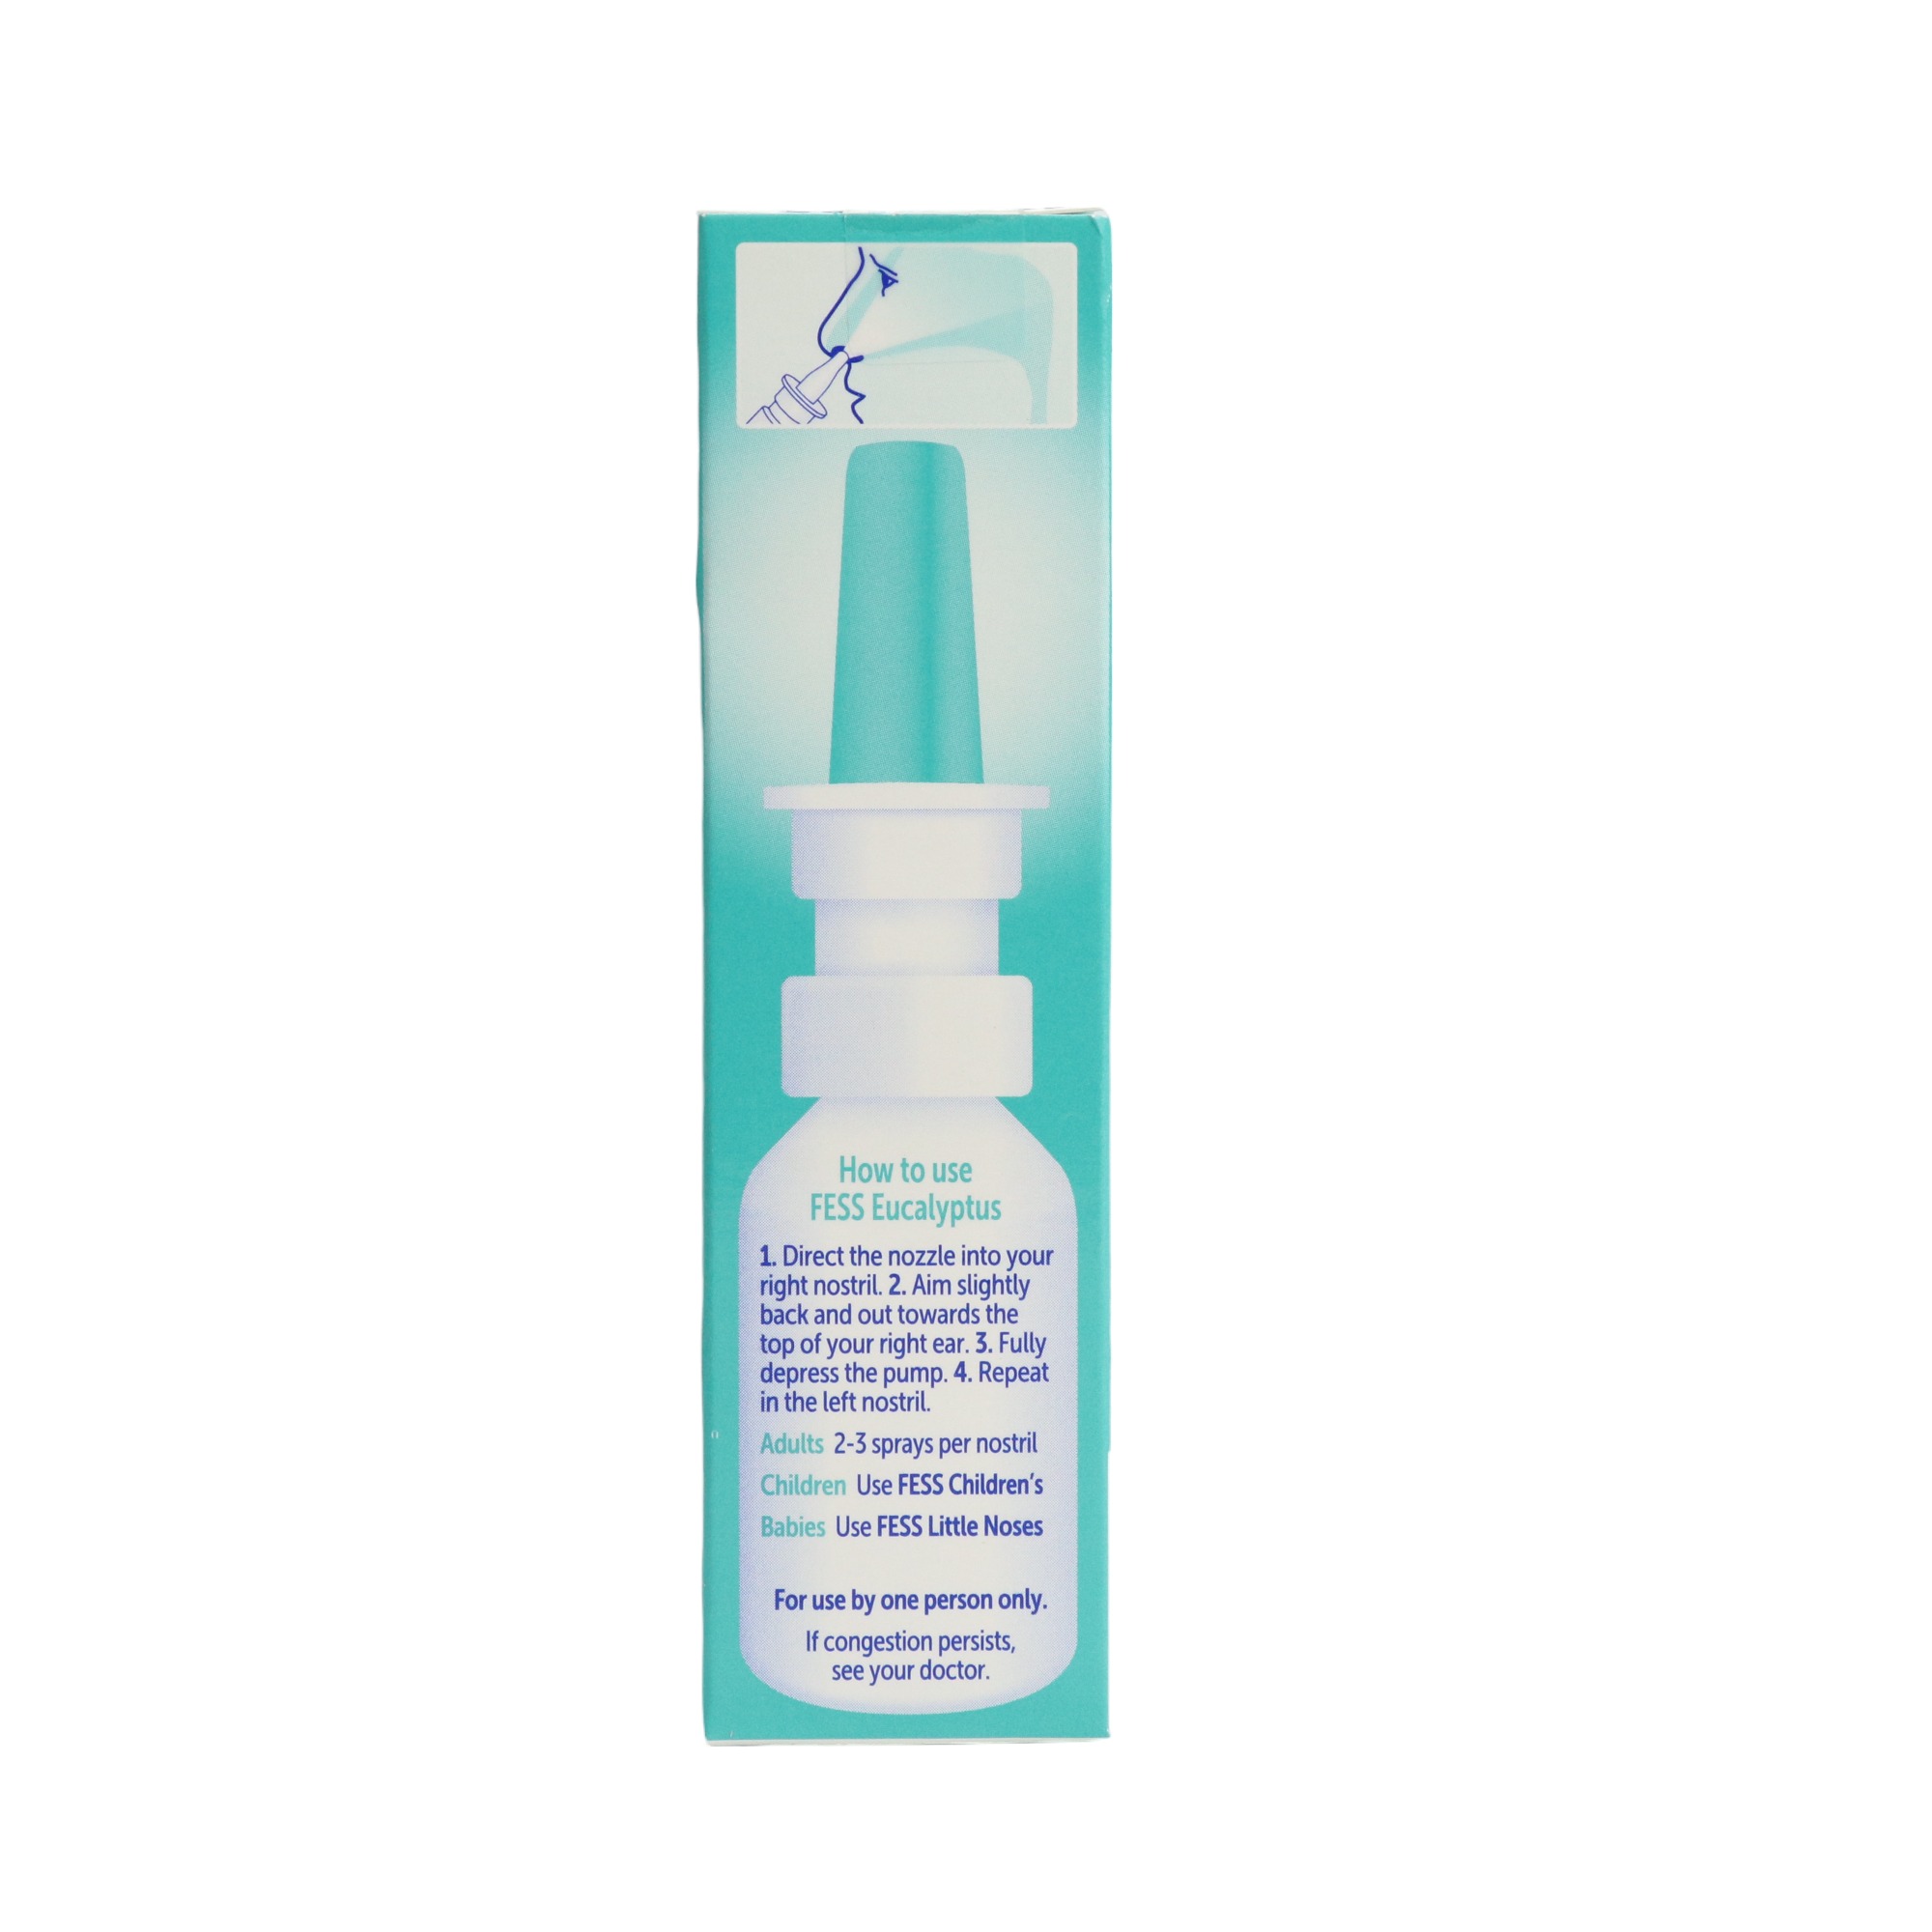 How to use
FESS Eucalyptus
1. Direct the nozzle into your
right nostril. 2. Aim slightly
back and out towards the
top of your right ear. 3. Fully
depress the pump. 4. Repeat
in the left nostril.
Adults 2-3 sprays per nostril
Children Use FESS Children's
Babies Use FESS Little Noses
For use by one person only.
If congestion persists,
see your doctor.